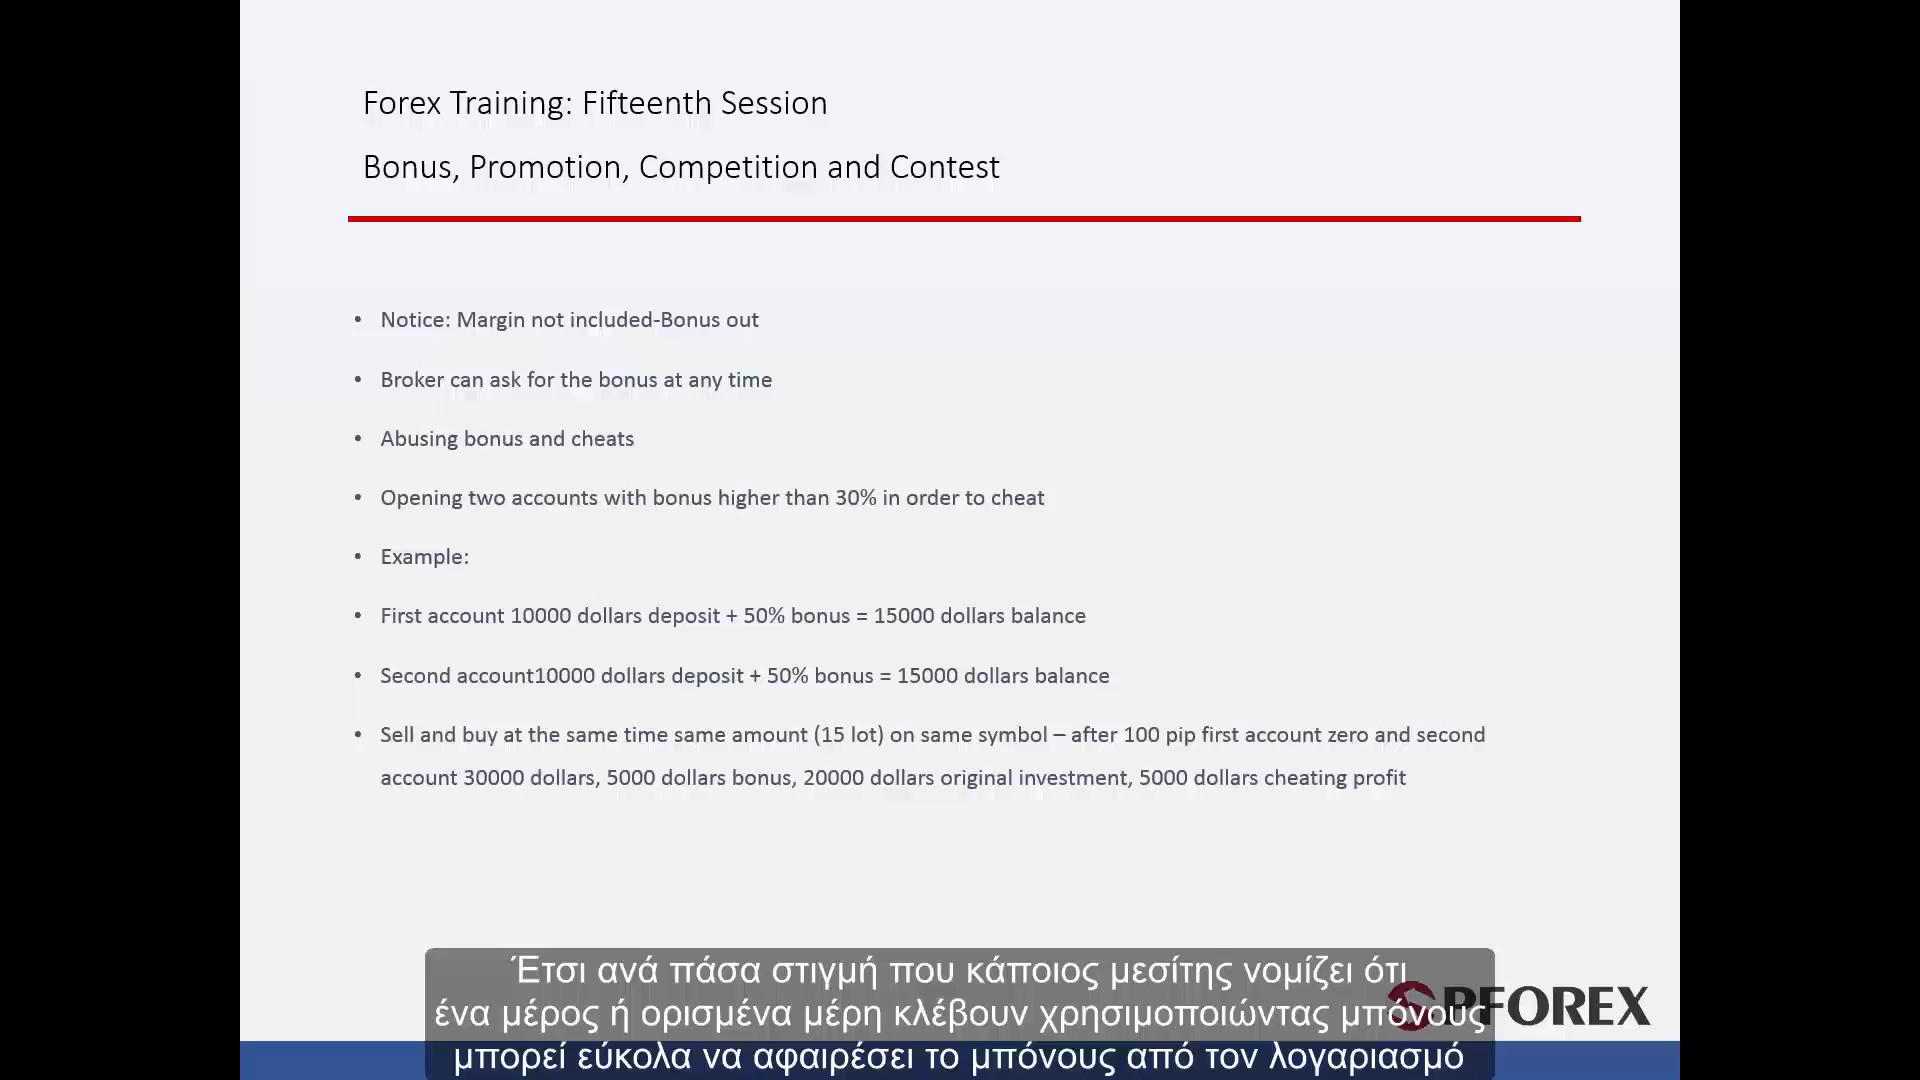 Forex Training: Fifteenth Session
Bonus, Promotion, Competition and Contest
• Notice: Margin not included-Bonus out
• Broker can ask for the bonus at any time
• Abusing bonus and cheats
• Opening two accounts with bonus higher than 30% in order to cheat
• Example:
• First account 10000 dollars deposit + 50% bonus = 15000 dollars balance
• Second account10000 dollars deposit + 50% bonus = 15000 dollars balance
• Sell and buy at the same time same amount (15 lot) on same symbol – after 100 pip first account zero and second
account 30000 dollars, 5000 dollars bonus, 20000 dollars original investment, 5000 dollars cheating profit
Έτσι ανά πάσα στιγμή που κάποιος μεσίτης νομίζει ότι
ένα μέρος ή ορισμένα μέρη κλέβουν χρησιμοποιώντας μπόνους
μπορεί εύκολα να αφαιρέσει το μπόνους από τον λογαριασμό
PFOREX